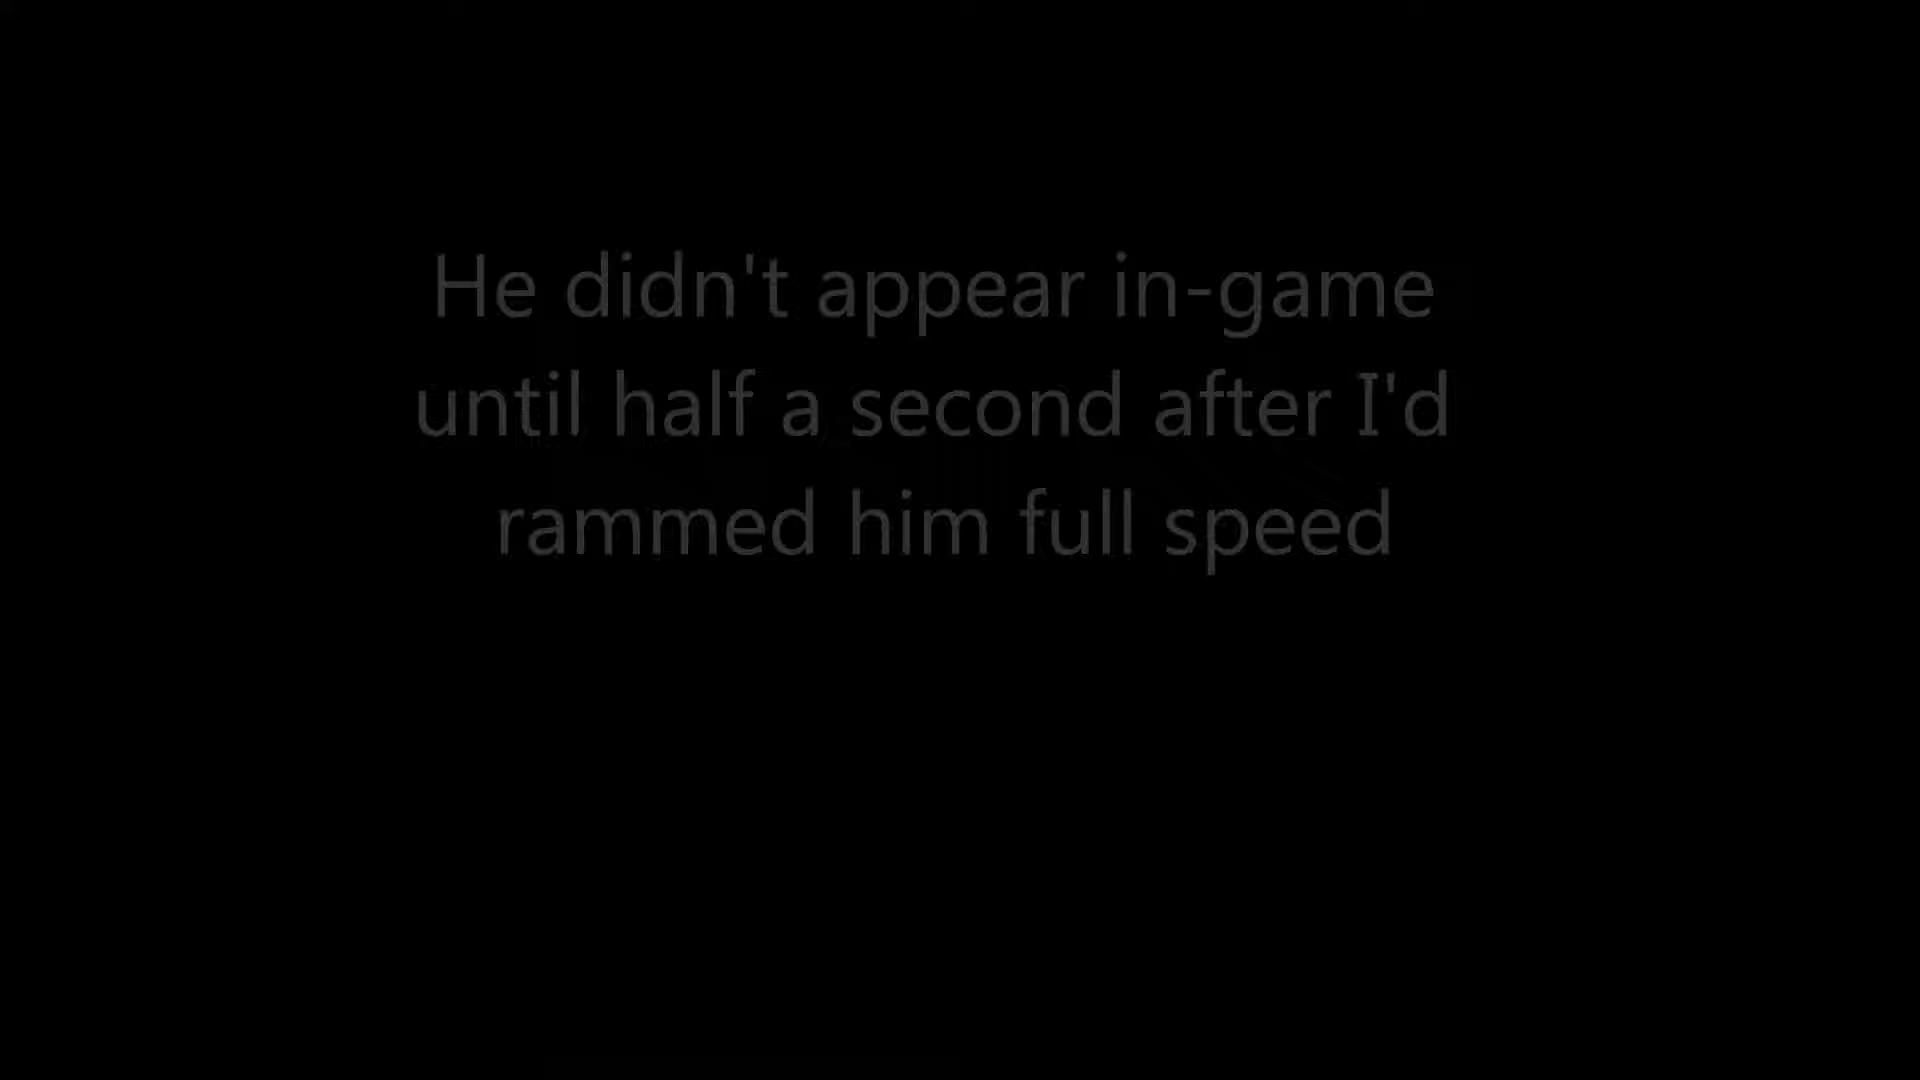 He didn't appear in-game
until half a second after I'd
rammed him full speed